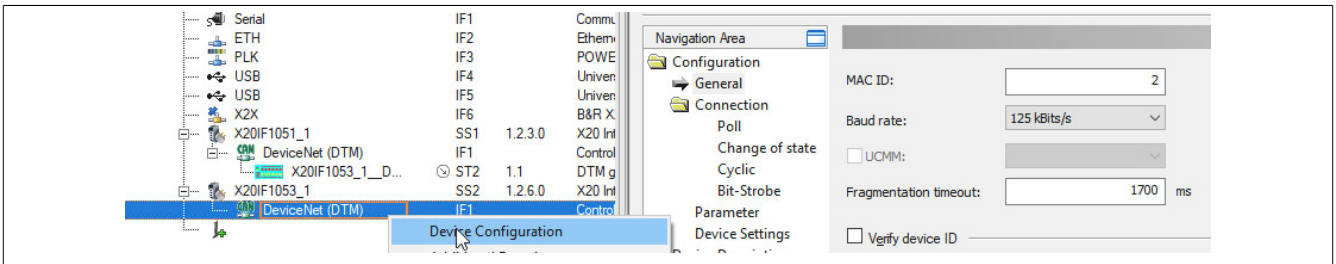 Serial IF1 Commu
ETH IF2 Etherne
PLK IF3 POWE
USB IF4 Univers
USB IF5 Univers
X2X IF6 B&R X
X20IF1051_1 SS1 1.2.3.0 X20 Int
DeviceNet (DTM) IF1 Control
X20IF1053_1__D... ST2 1.1 DTM g
X20IF1053_1 SS2 1.2.6.0 X20 Int
DeviceNet (DTM) IF1 Control
Device Configuration
Navigation Area
Configuration
General
Connection
Poll
Change of state
Cyclic
Bit-Strobe
Parameter
Device Settings
MAC ID: 2
Baud rate: 125 kBits/s
UCMM:
Fragmentation timeout: 1700 ms
Verify device ID